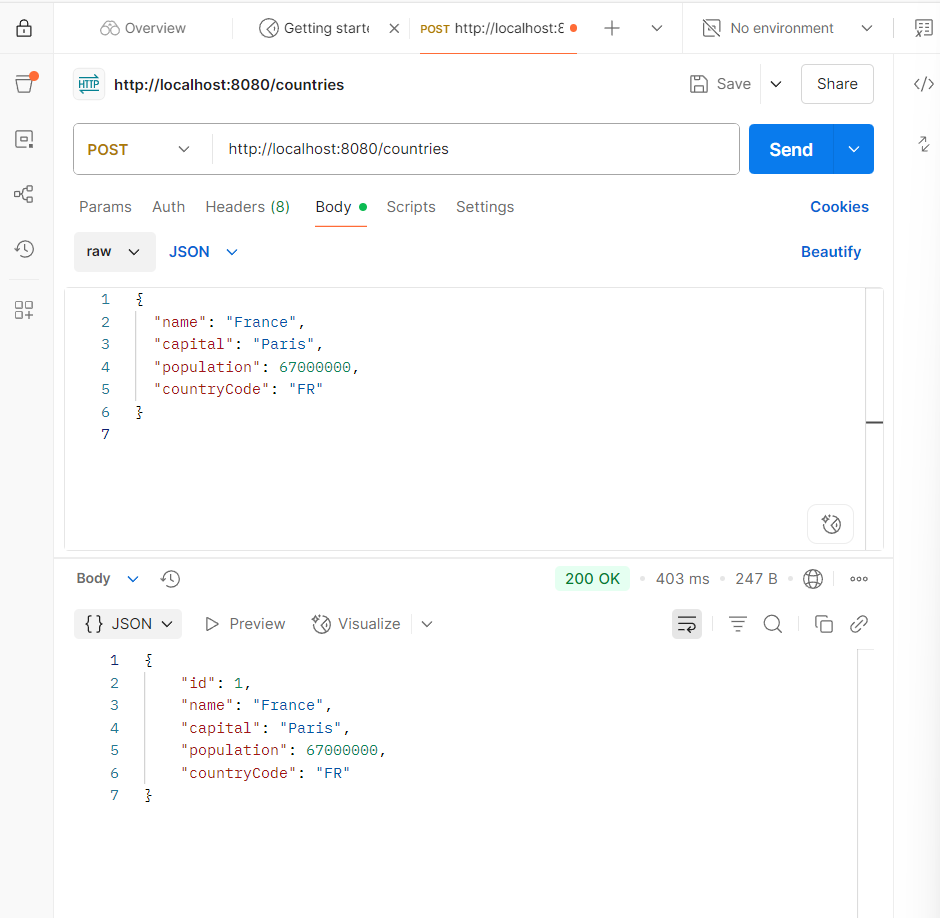 Overview
Getting starte
POST http://localhost:8
No environment
HTTP http://localhost:8080/countries
Save
Share
POST
http://localhost:8080/countries
Send
Params Auth Headers (8) Body Scripts Settings
Cookies
raw
JSON
Beautify
1 {
2 "name": "France",
3 "capital": "Paris",
4 "population": 67000000,
5 "countryCode": "FR"
6 }
7
Body
200 OK • 403 ms • 247 B •
{} JSON
Preview
Visualize
1 {
2 "id": 1,
3 "name": "France",
4 "capital": "Paris",
5 "population": 67000000,
6 "countryCode": "FR"
7 }